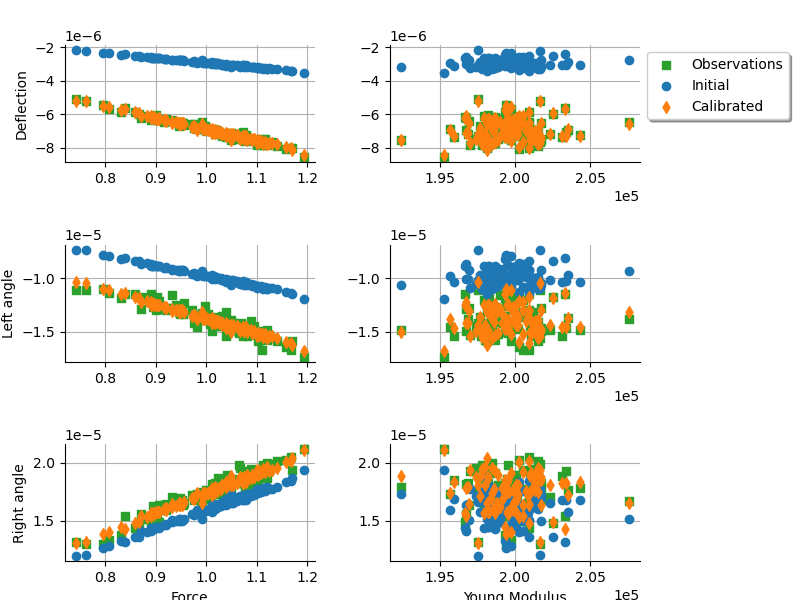 1e−6
1e−6
−2
−4
−6
−8
Deflection
0.8
0.9
1.0
1.1
1.2
−2
−4
−6
−8
1.95
2.00
2.05
1e5
Observations
Initial
Calibrated
1e−5
1e−5
−1.0
−1.5
Left angle
0.8
0.9
1.0
1.1
1.2
−1.0
−1.5
1.95
2.00
2.05
1e5
1e−5
1e−5
2.0
1.5
Right angle
0.8
0.9
1.0
1.1
1.2
Force
2.0
1.5
1.95
2.00
2.05
Young Modulus
1e5